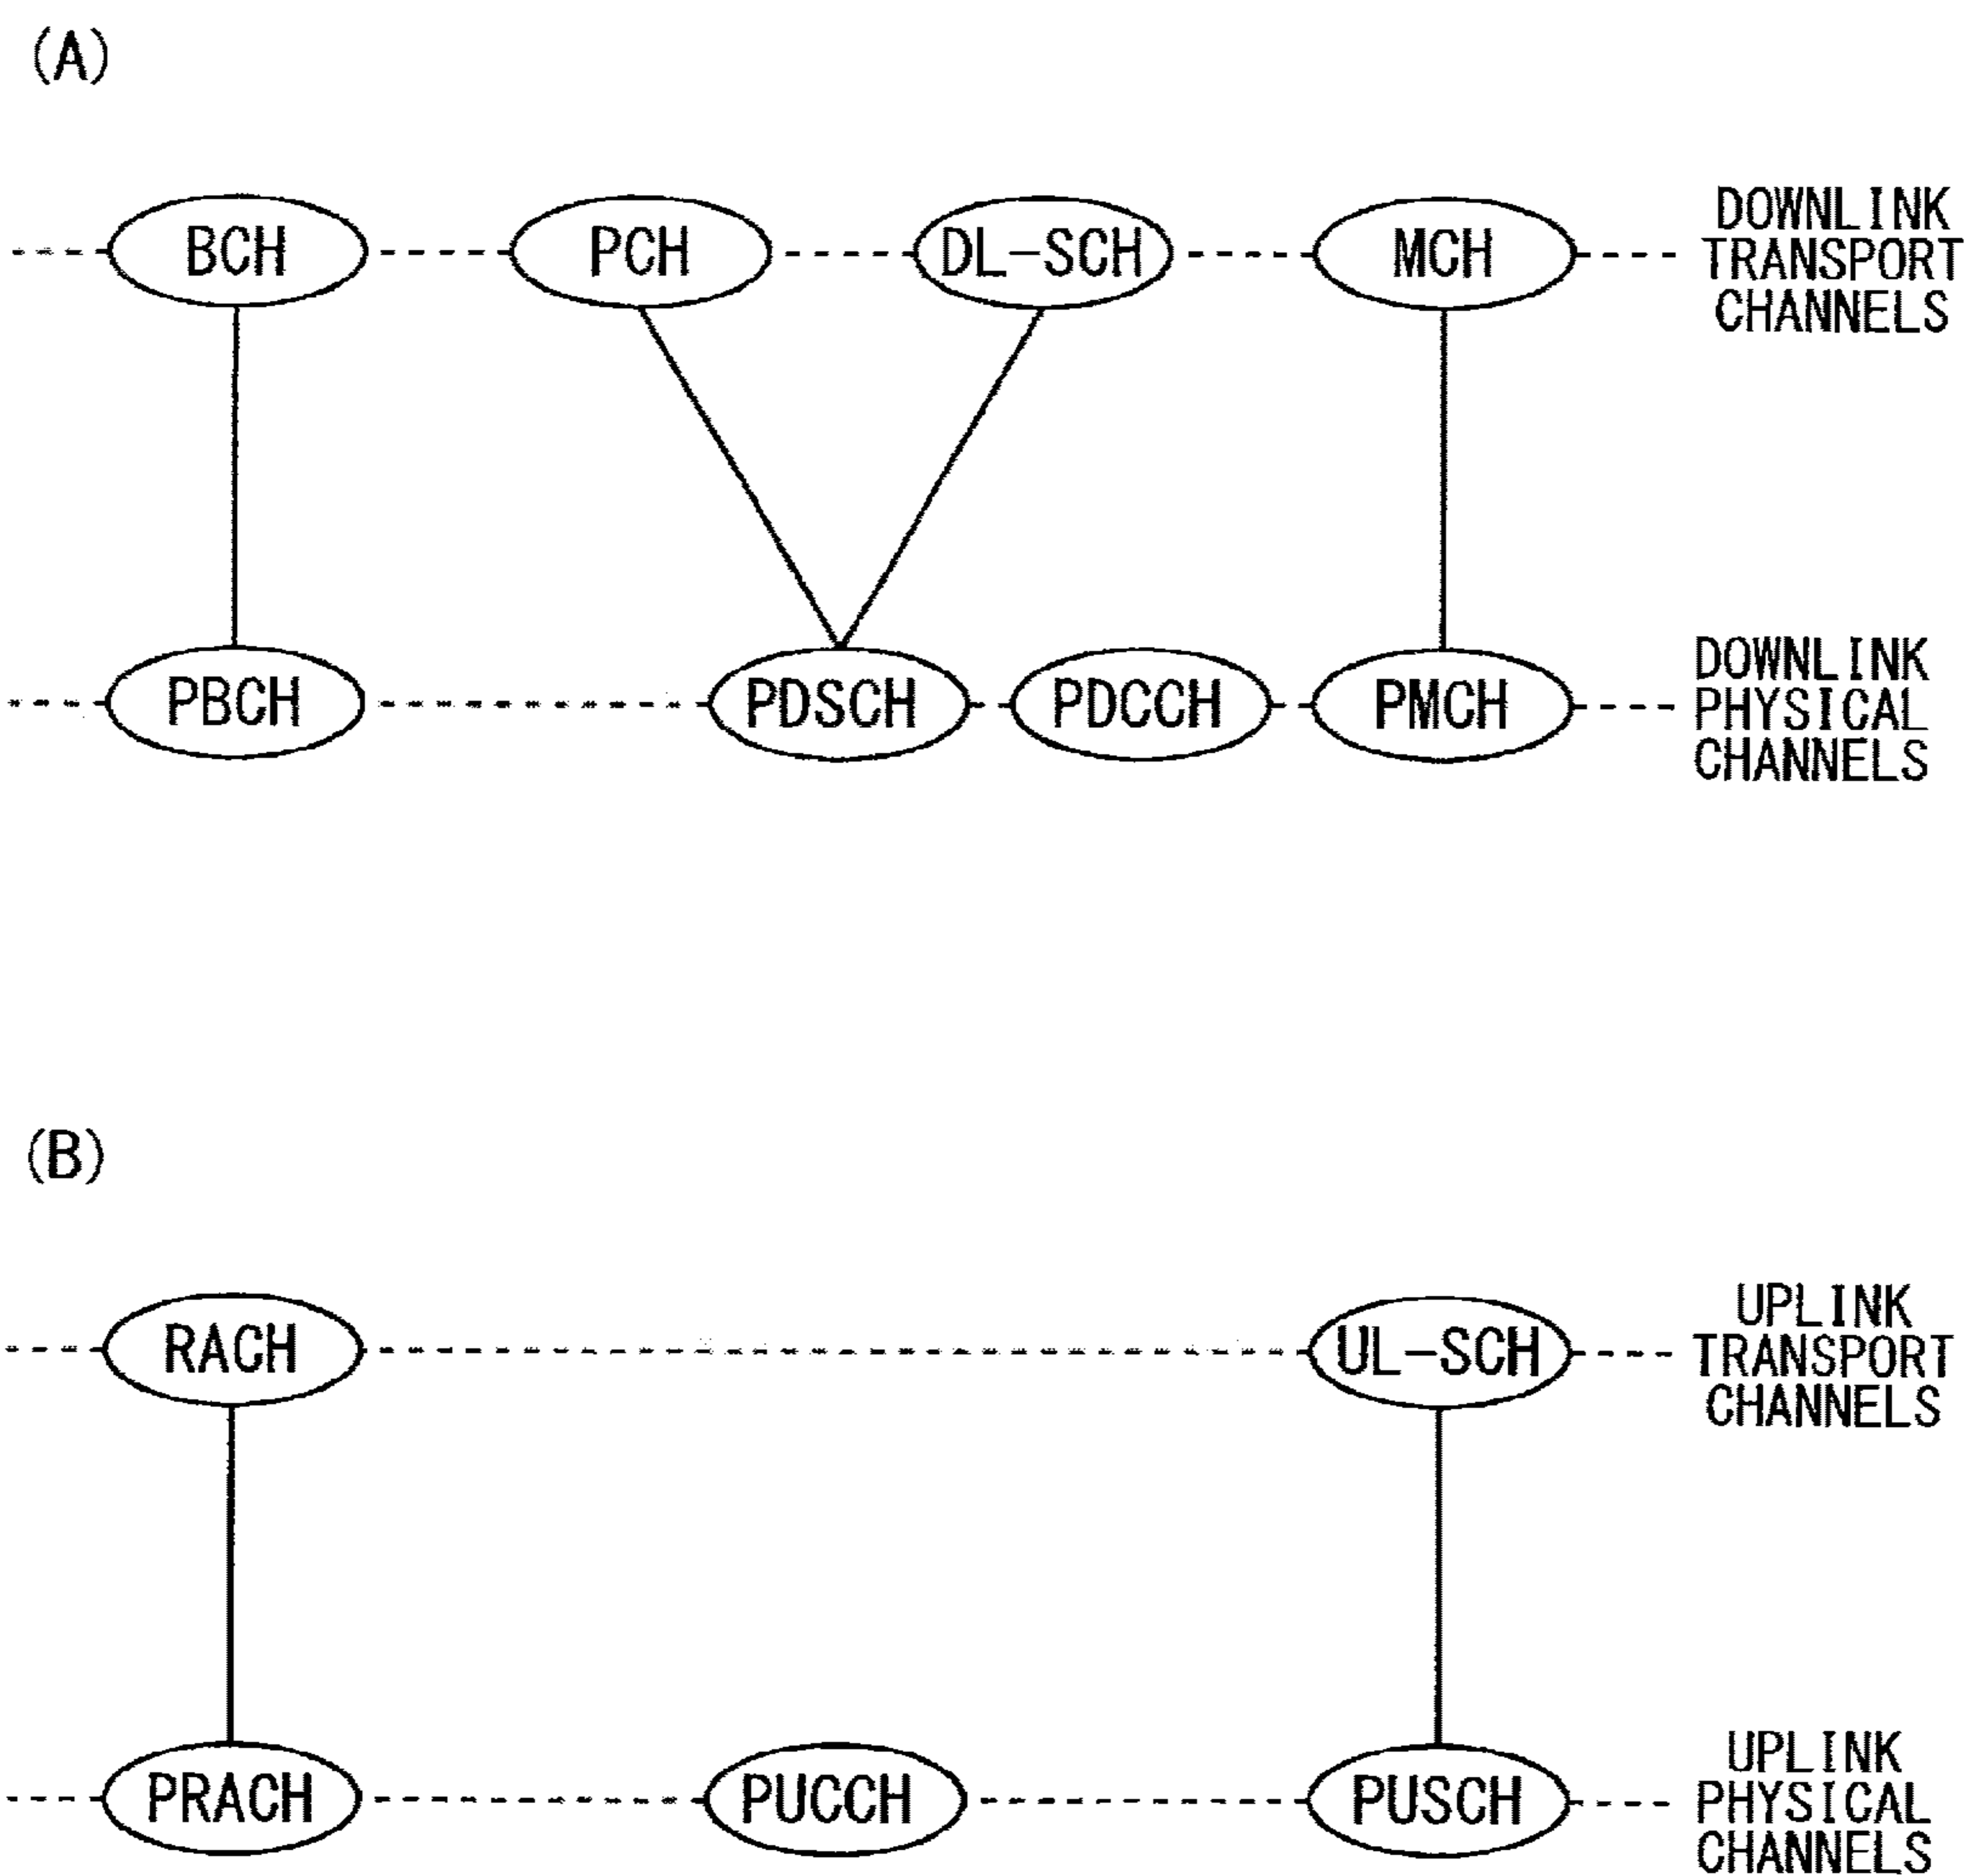 (A)
BCH PCH DL-SCH MCH
DOWNLINK
TRANSPORT
CHANNELS
PBCH PDSCH PDCCH PMCH
DOWNLINK
PHYSICAL
CHANNELS
(B)
RACH UL-SCH
UPLINK
TRANSPORT
CHANNELS
PRACH PUCCH PUSCH
UPLINK
PHYSICAL
CHANNELS